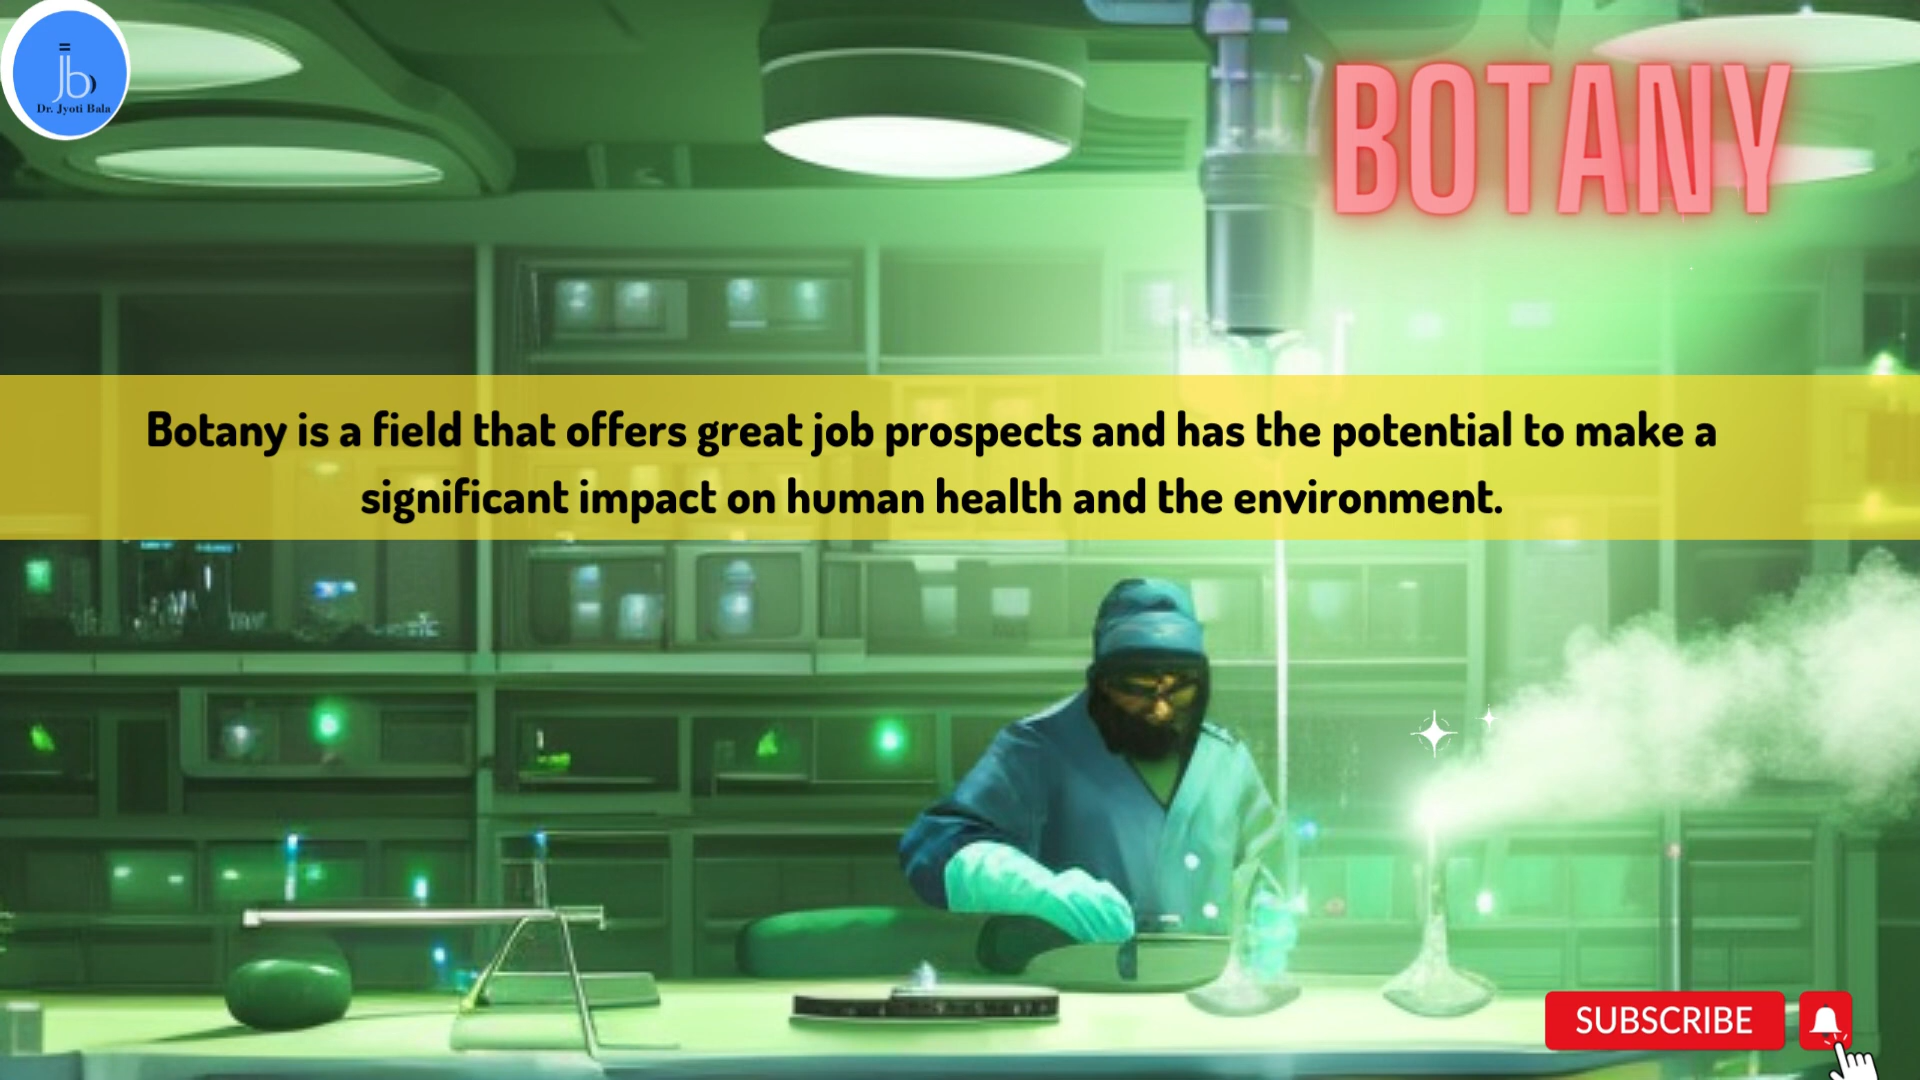 Jb
Dr. Jyoti Bala
BOTANY
Botany is a field that offers great job prospects and has the potential to make a
significant impact on human health and the environment.
SUBSCRIBE